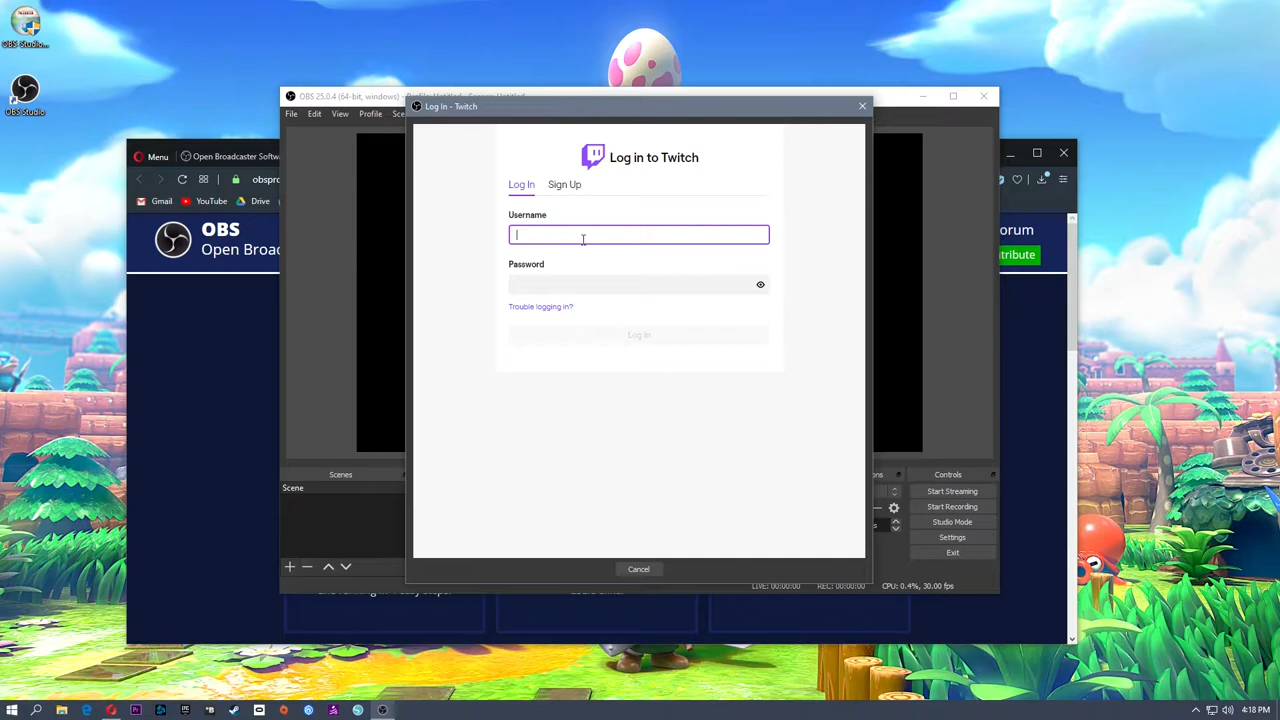 OBS Studio...
OBS Studio
OBS 25.0.4 (64-bit, windows)
File Edit View Profile Sce
Log In - Twitch
Log in to Twitch
Log In Sign Up
Username
Password
Trouble logging in?
Log In
Cancel
Menu
Open Broadcaster Softwa
obspro
Gmail YouTube Drive
OBS
Open Broad
orum
tribute
Scenes
Scene
ons
Controls
Start Streaming
Start Recording
Studio Mode
Settings
Exit
LIVE: 00:00:00 REC: 00:00:00 CPU: 0.4%, 30.00 fps
4:18 PM